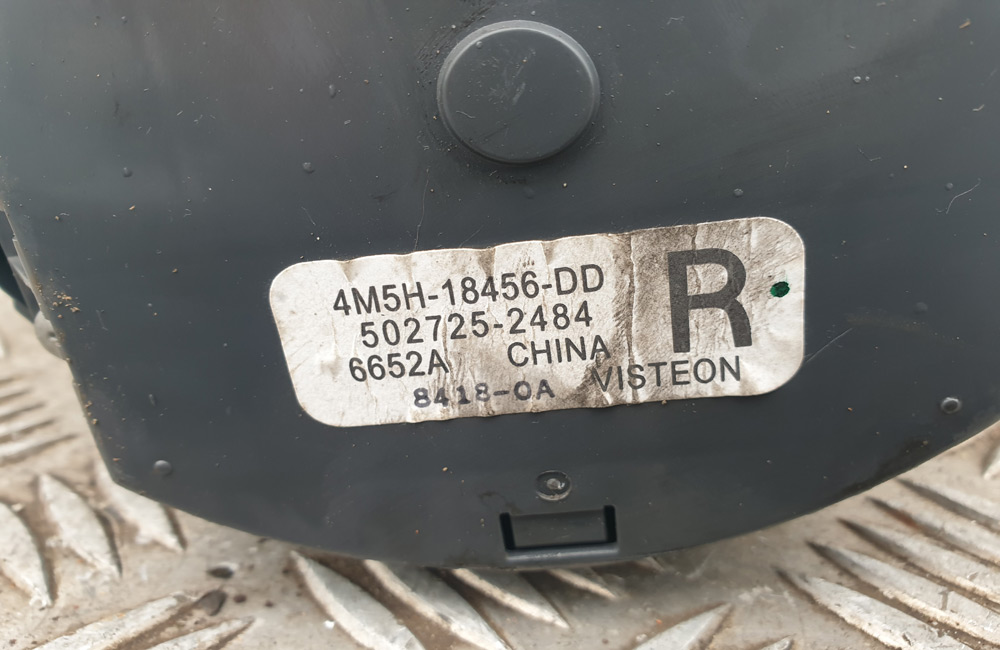 4M5H-18456-DD
502725-2484
6652A CHINA
8418-0A VISTEON
R